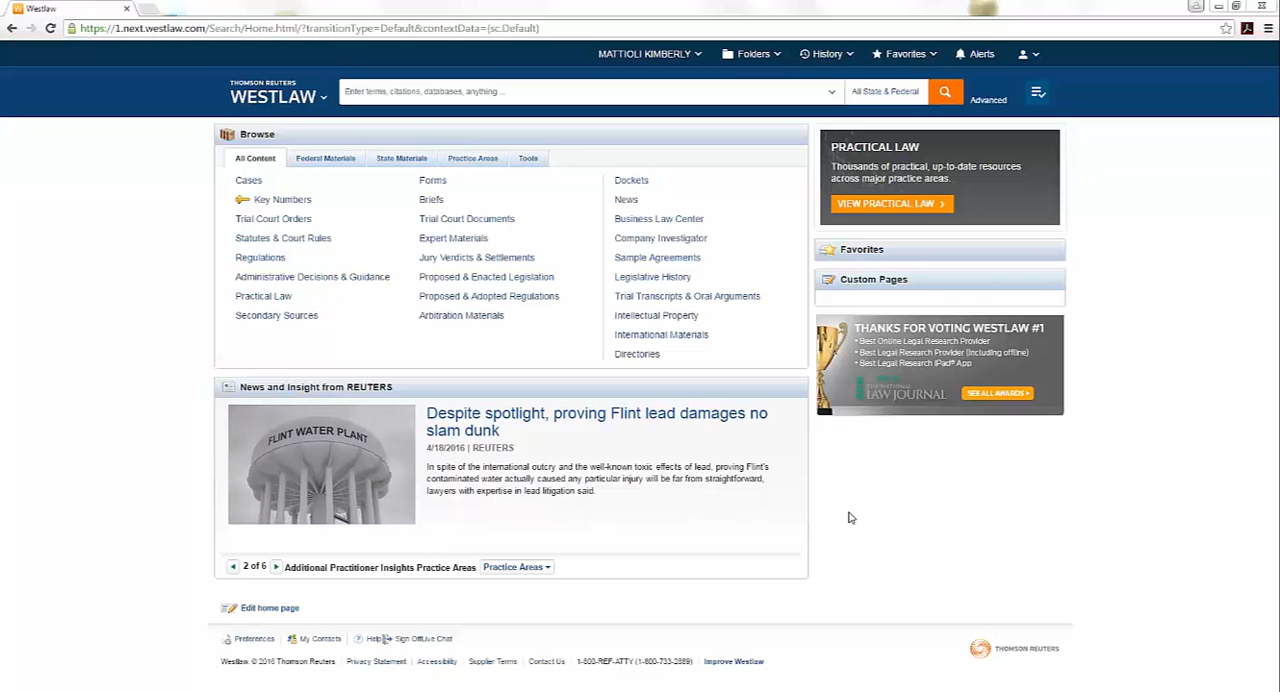 Westlaw
https://1.next.westlaw.com/Search/Home.html/?transitionType=Default&contextData=(sc.Default)
MATTIOLI KIMBERLY Folders History Favorites Alerts
THOMSON REUTERS
WESTLAW
Enter terms, citations, databases, anything ...
All State & Federal
Advanced
Browse
All Content Federal Materials State Materials Practice Areas Tools
Cases
Key Numbers
Trial Court Orders
Statutes & Court Rules
Regulations
Administrative Decisions & Guidance
Practical Law
Secondary Sources
Forms
Briefs
Trial Court Documents
Expert Materials
Jury Verdicts & Settlements
Proposed & Enacted Legislation
Proposed & Adopted Regulations
Arbitration Materials
Dockets
News
Business Law Center
Company Investigator
Sample Agreements
Legislative History
Trial Transcripts & Oral Arguments
Intellectual Property
International Materials
Directories
PRACTICAL LAW
Thousands of practical, up-to-date resources
across major practice areas.
VIEW PRACTICAL LAW
Favorites
Custom Pages
THANKS FOR VOTING WESTLAW #1
• Best Online Legal Research Provider
• Best Legal Research Provider (including offline)
• Best Legal Research iPad® App
LAW JOURNAL
SEE ALL AWARDS
News and Insight from REUTERS
FLINT WATER PLANT
Despite spotlight, proving Flint lead damages no
slam dunk
4/18/2016 | REUTERS
In spite of the international outcry and the well-known toxic effects of lead, proving Flint's
contaminated water actually caused any particular injury will be far from straightforward,
lawyers with expertise in lead litigation said.
2 of 6 Additional Practitioner Insights Practice Areas Practice Areas
Edit home page
Preferences My Contacts Help Sign Off Live Chat
THOMSON REUTERS
Westlaw. © 2016 Thomson Reuters Privacy Statement Accessibility Supplier Terms Contact Us 1-800-REF-ATTY (1-800-733-2889) Improve Westlaw